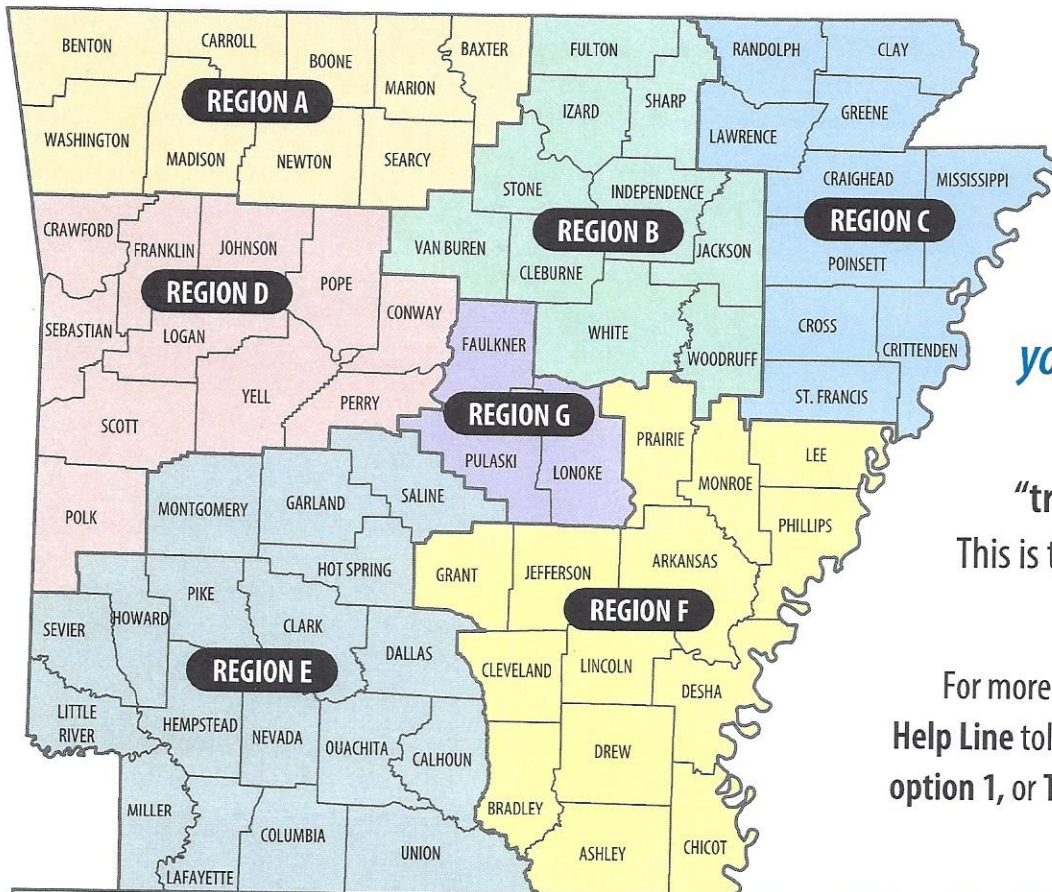 BENTON
CARROLL
BOONE
MARION
BAXTER
FULTON
RANDOLPH
CLAY
REGION A
IZARD
SHARP
GREENE
WASHINGTON
MADISON
NEWTON
SEARCY
LAWRENCE
STONE
INDEPENDENCE
CRAIGHEAD
MISSISSIPPI
CRAWFORD
FRANKLIN
JOHNSON
VAN BUREN
REGION B
JACKSON
REGION C
REGION D
POPE
CLEBURNE
POINSETT
SEBASTIAN
LOGAN
CONWAY
FAULKNER
WHITE
WOODRUFF
CROSS
CRITTENDEN
SCOTT
YELL
PERRY
REGION G
ST. FRANCIS
PULASKI
LONOKE
PRAIRIE
MONROE
LEE
POLK
MONTGOMERY
GARLAND
SALINE
PHILLIPS
HOT SPRING
GRANT
JEFFERSON
ARKANSAS
SEVIER
HOWARD
PIKE
CLARK
REGION F
REGION E
DALLAS
CLEVELAND
LINCOLN
DESHA
LITTLE
RIVER
HEMPSTEAD
NEVADA
OUACHITA
CALHOUN
DREW
MILLER
BRADLEY
LAFAYETTE
COLUMBIA
UNION
ASHLEY
CHICOT
yo
“tr
This is t
For more
Help Line tol
option 1, or 1